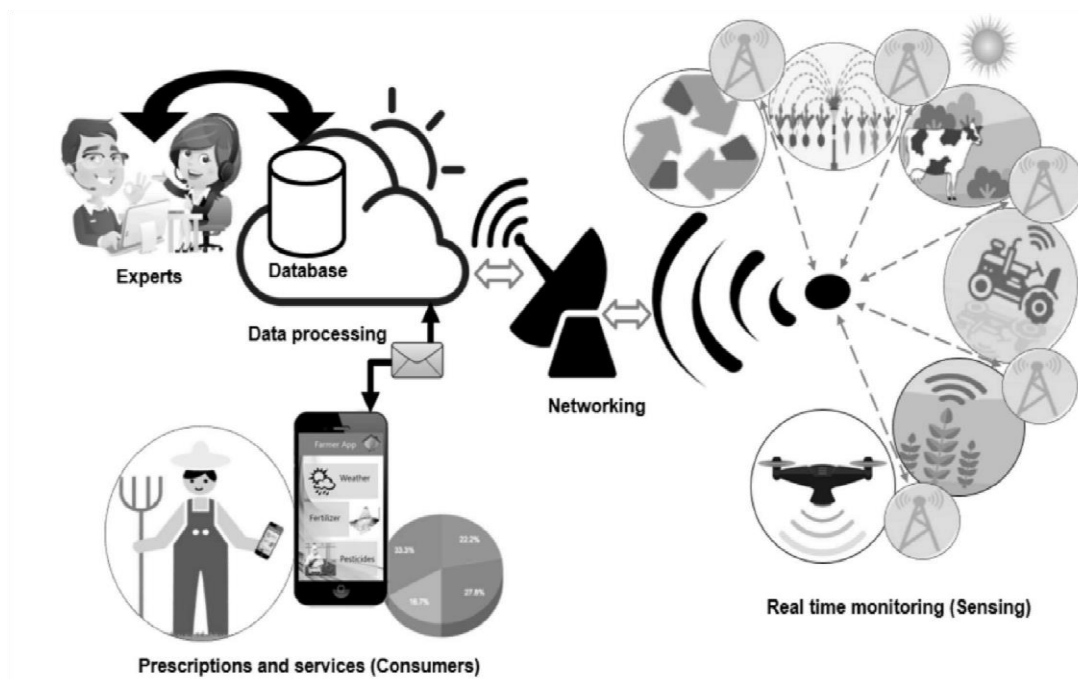 Experts
Database
Data processing
Networking
Farmer App
Weather
Fertilizer
Pesticides
33.3%
22.2%
27.8%
16.7%
Real time monitoring (Sensing)
Prescriptions and services (Consumers)